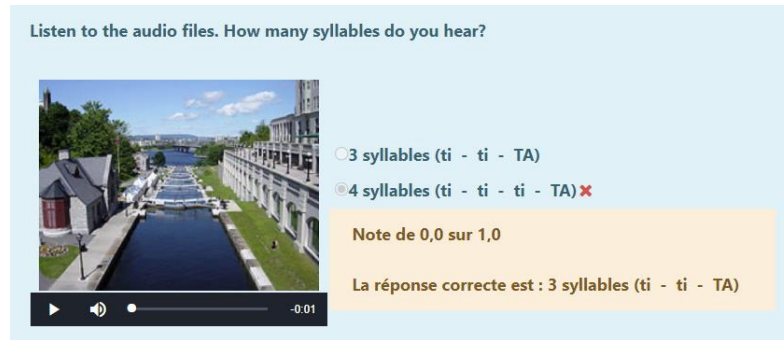 Listen to the audio files. How many syllables do you hear?
3 syllables (ti - ti - TA)
4 syllables (ti - ti - ti - TA)
Note de 0,0 sur 1,0
La réponse correcte est : 3 syllables (ti - ti - TA)
-0:01